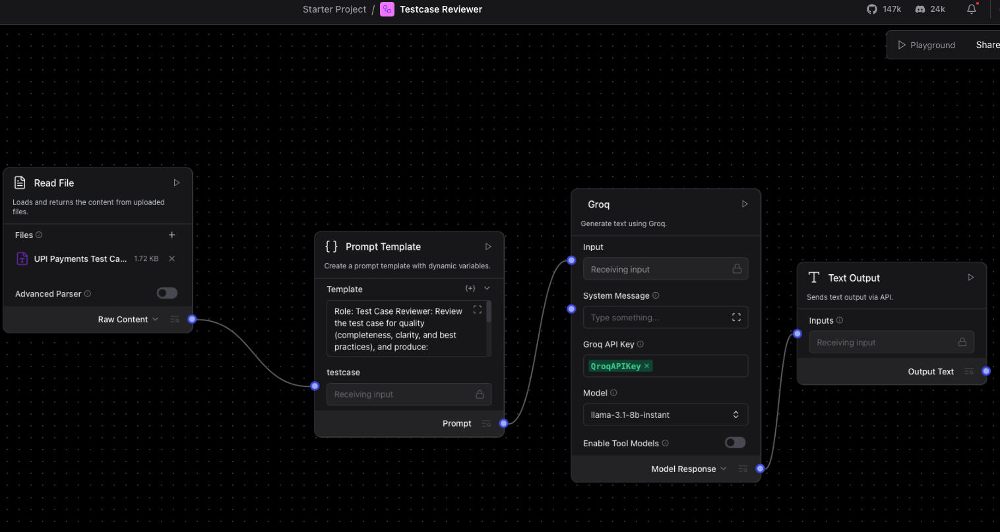 Starter Project / Testcase Reviewer
147k
24k
Playground
Share
Read File
Loads and returns the content from uploaded
files.
Files
UPI Payments Test Ca... 1.72 KB
Advanced Parser
Raw Content
{ } Prompt Template
Create a prompt template with dynamic variables.
Template {+}
Role: Test Case Reviewer: Review
the test case for quality
(completeness, clarity, and best
practices), and produce:
testcase
Receiving input
Prompt
Groq
Generate text using Groq.
Input
Receiving input
System Message
Type something...
Groq API Key
QroqAPIKey
Model
llama-3.1-8b-instant
Enable Tool Models
Model Response
Text Output
Sends text output via API.
Inputs
Receiving input
Output Text